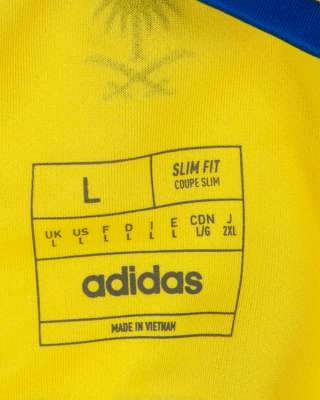 L
SLIM FIT
COUPE SLIM
UK US F D I E CDN J
L L L L L L L/G 2XL
adidas
MADE IN VIETNAM